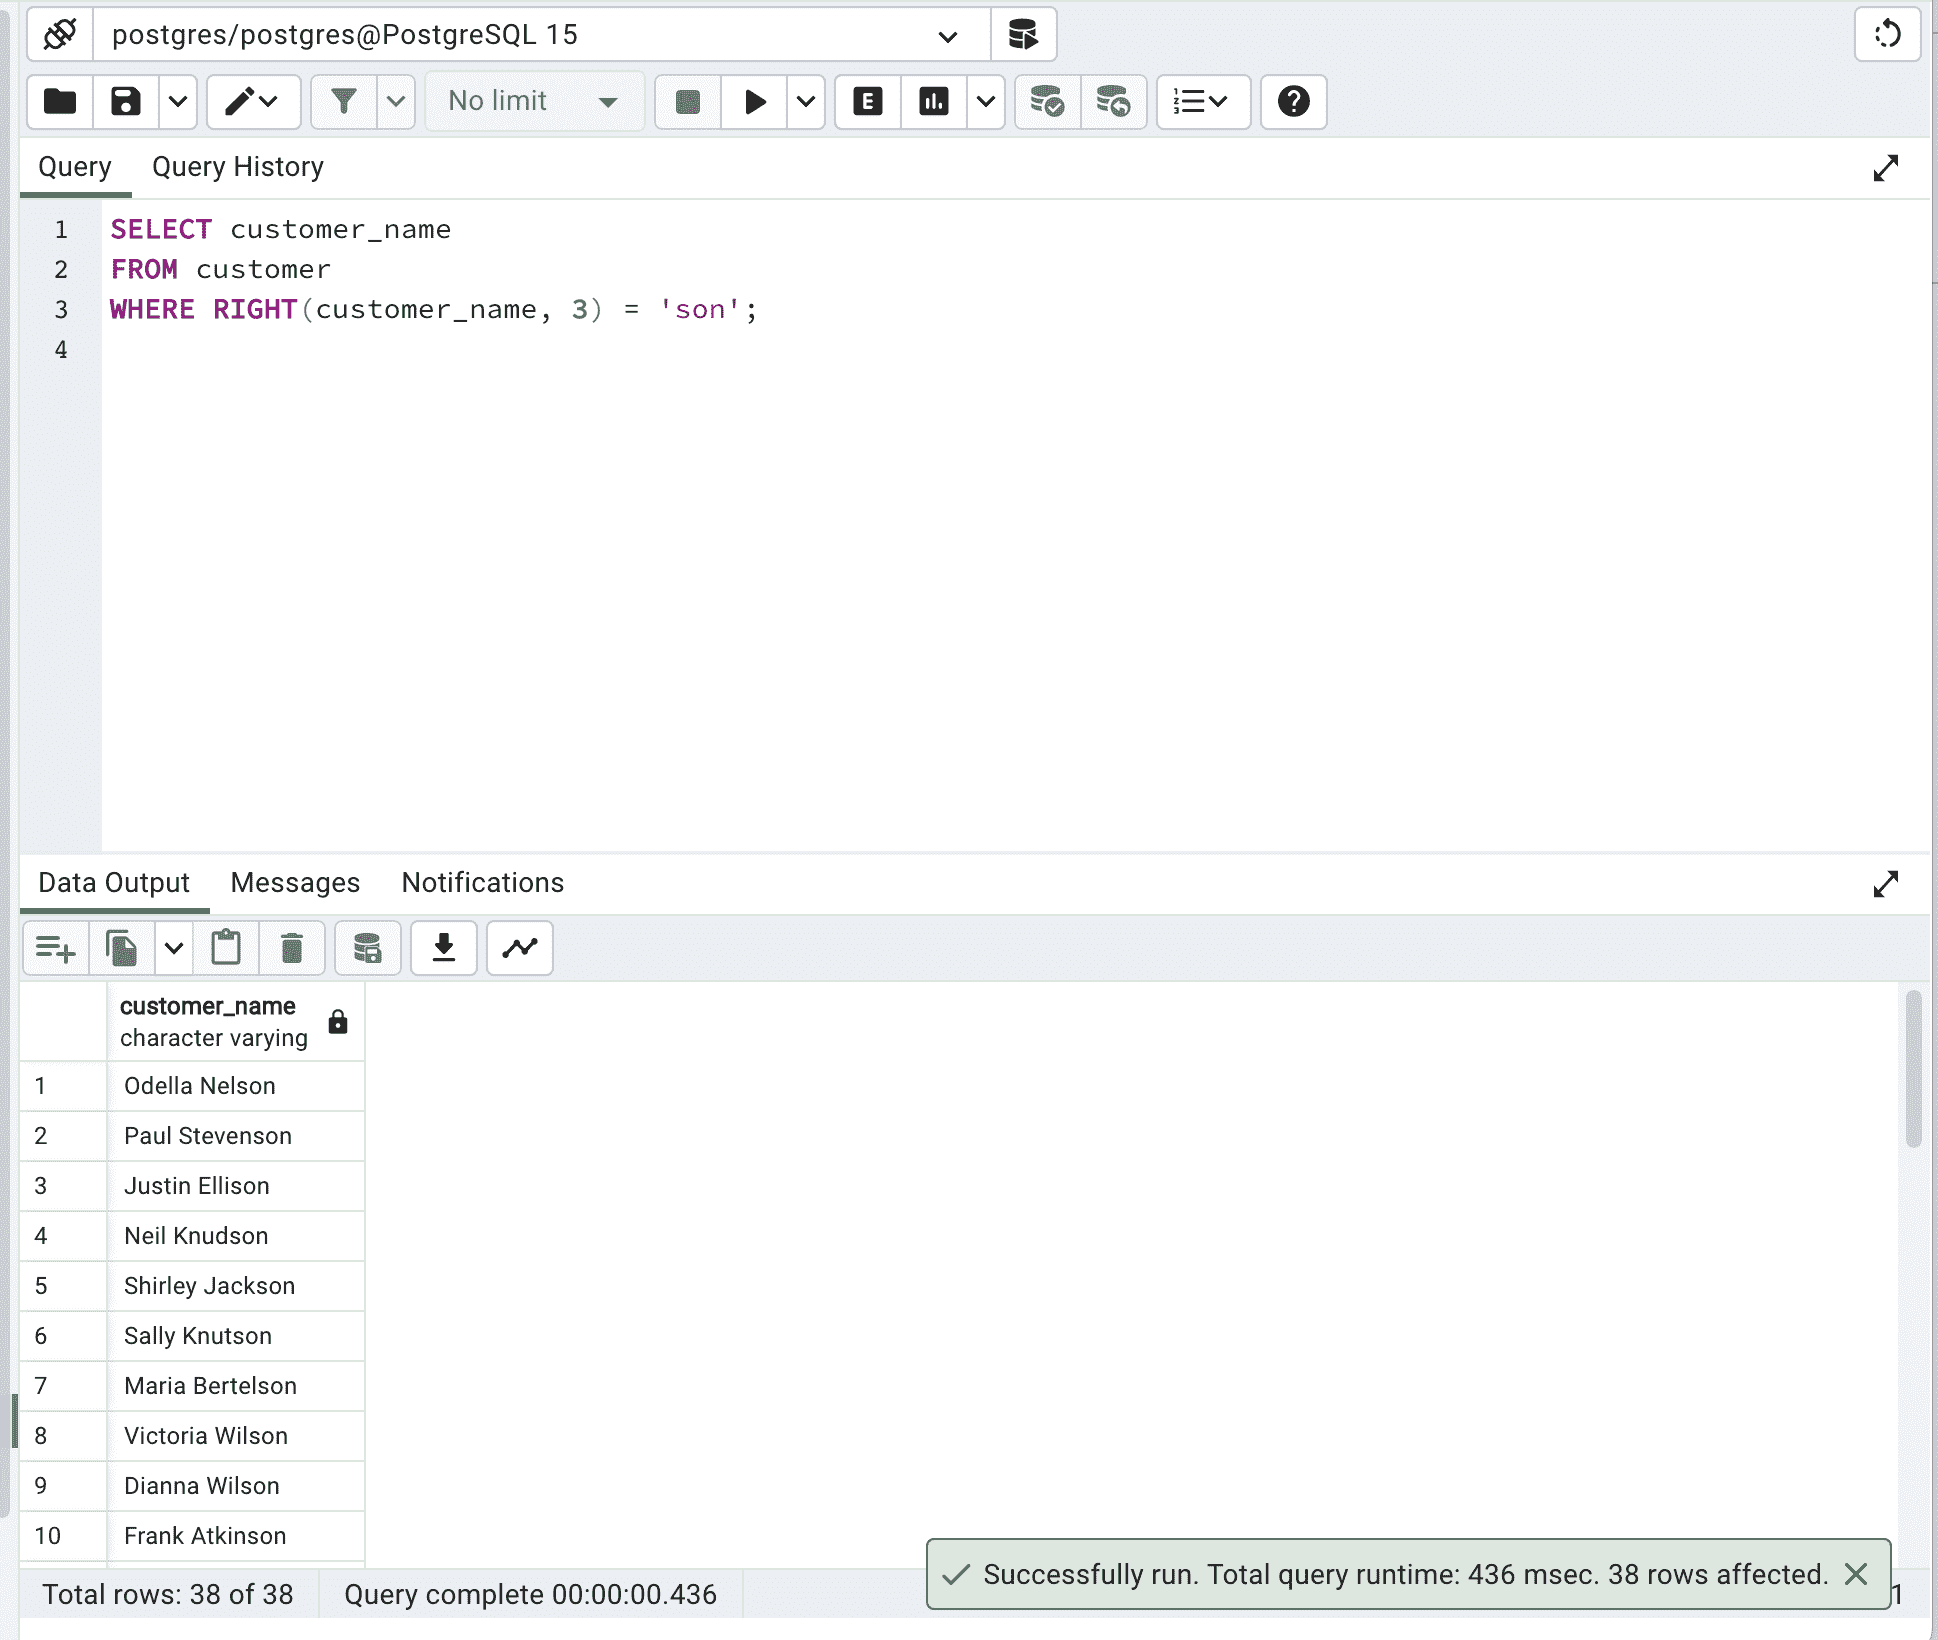 postgres/postgres@PostgreSQL 15
No limit
E
Query Query History
1 SELECT customer_name
2 FROM customer
3 WHERE RIGHT(customer_name, 3) = 'son';
4
Data Output Messages Notifications
customer_name
character varying
1 Odella Nelson
2 Paul Stevenson
3 Justin Ellison
4 Neil Knudson
5 Shirley Jackson
6 Sally Knutson
7 Maria Bertelson
8 Victoria Wilson
9 Dianna Wilson
10 Frank Atkinson
Successfully run. Total query runtime: 436 msec. 38 rows affected.
Total rows: 38 of 38 Query complete 00:00:00.436 1